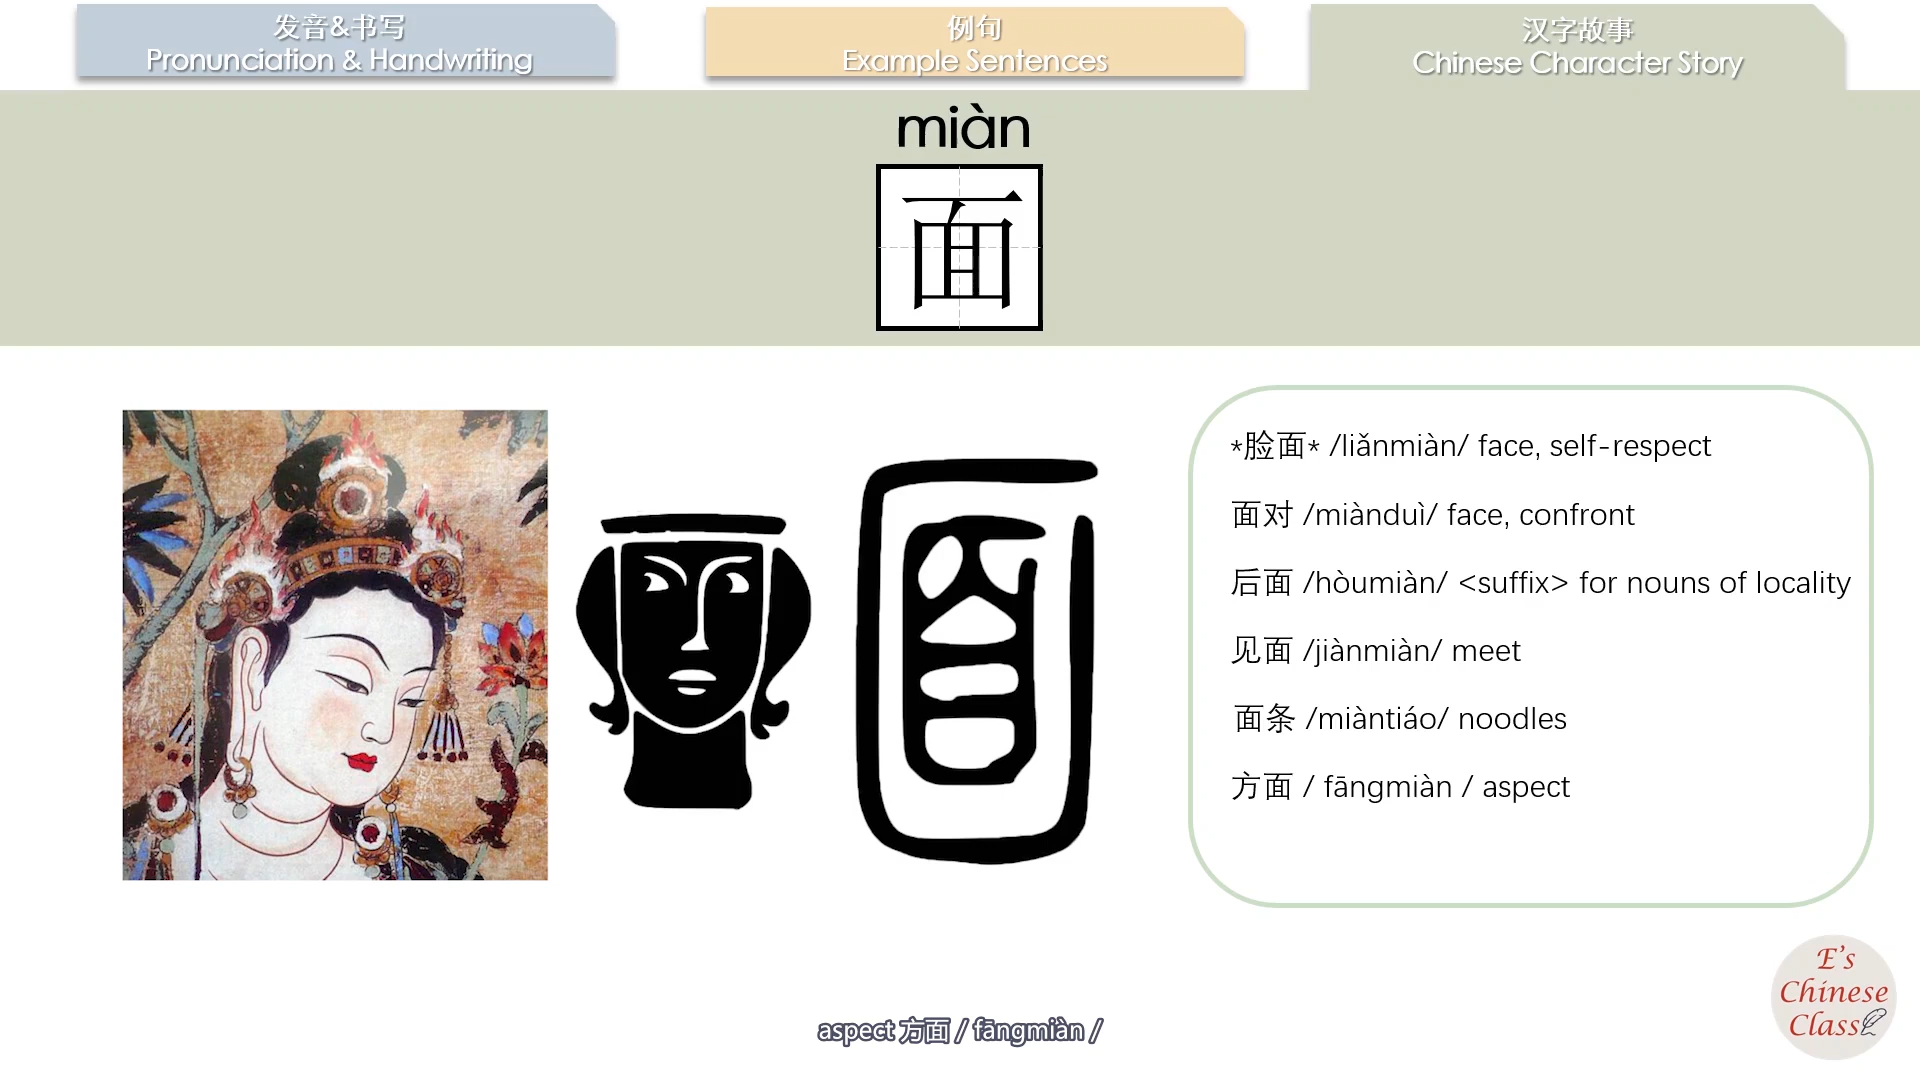 发音&书写
Pronunciation & Handwriting
例句
Example Sentences
汉字故事
Chinese Character Story
miàn
面
*脸面* /liǎnmiàn/ face, self-respect
面对 /miànduì/ face, confront
后面 /hòumiàn/ <suffix> for nouns of locality
见面 /jiànmiàn/ meet
面条 /miàntiáo/ noodles
方面 / fāngmiàn / aspect
E's
Chinese
Class
aspect 方面 / fāngmiàn /